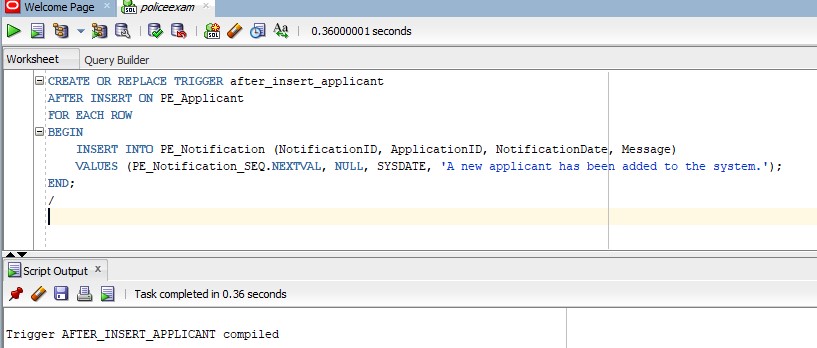 Welcome Page
policeexam
0.36000001 seconds
Worksheet
Query Builder
CREATE OR REPLACE TRIGGER after_insert_applicant
AFTER INSERT ON PE_Applicant
FOR EACH ROW
BEGIN
INSERT INTO PE_Notification (NotificationID, ApplicationID, NotificationDate, Message)
VALUES (PE_Notification_SEQ.NEXTVAL, NULL, SYSDATE, 'A new applicant has been added to the system.');
END;
/
Script Output
Task completed in 0.36 seconds
Trigger AFTER_INSERT_APPLICANT compiled